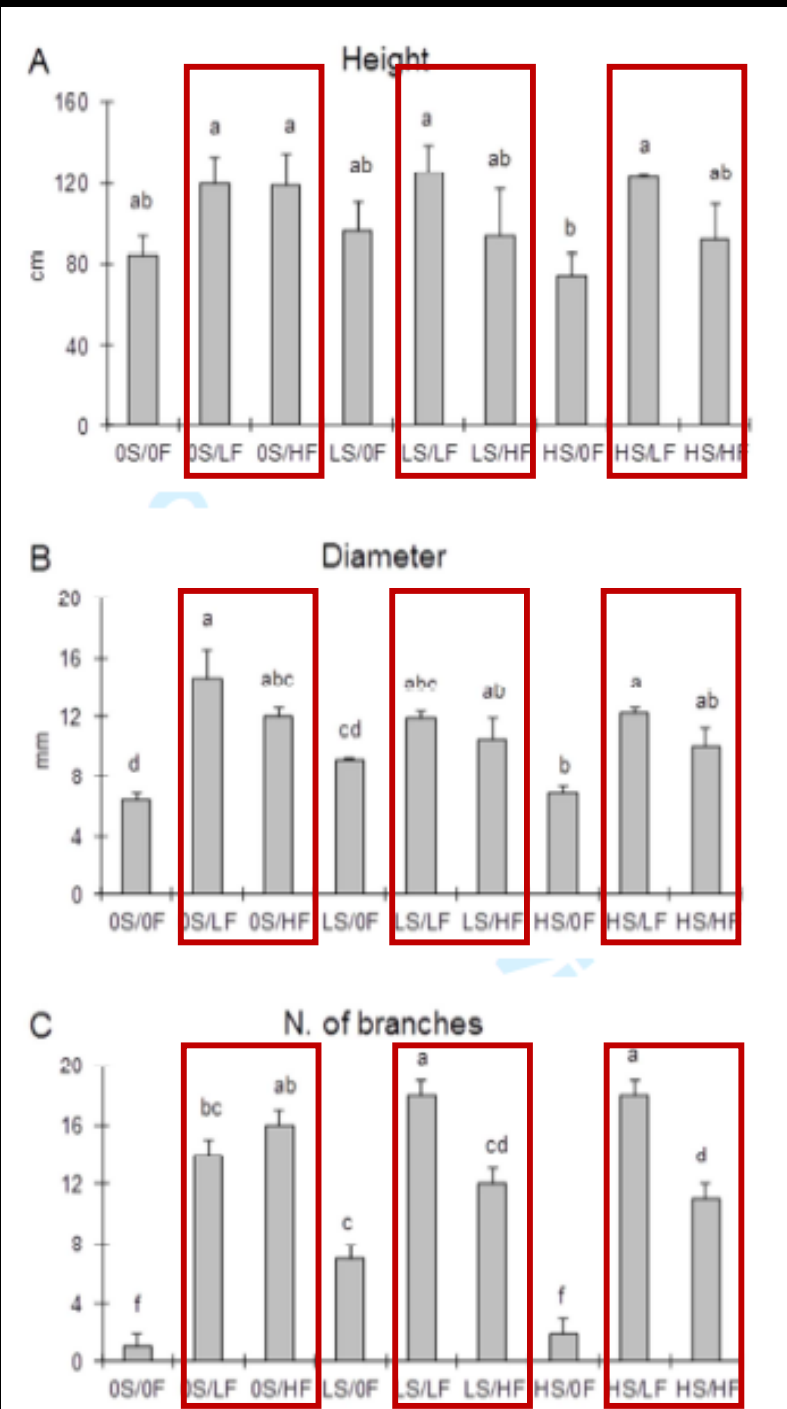 A Height
160
a a a a
ab ab ab ab
120
b
80
cm
40
0
0S/0F 0S/LF 0S/HF LS/0F LS/LF LS/HF HS/0F HS/LF HS/HF
B Diameter
20
a
16
abc abc ab a ab
cd
12
mm
d b
8
4
0
0S/0F 0S/LF 0S/HF LS/0F LS/LF LS/HF HS/0F HS/LF HS/HF
C N. of branches
20
a a
ab
bc
16
cd d
12
c
8
f f
4
0
0S/0F 0S/LF 0S/HF LS/0F LS/LF LS/HF HS/0F HS/LF HS/HF